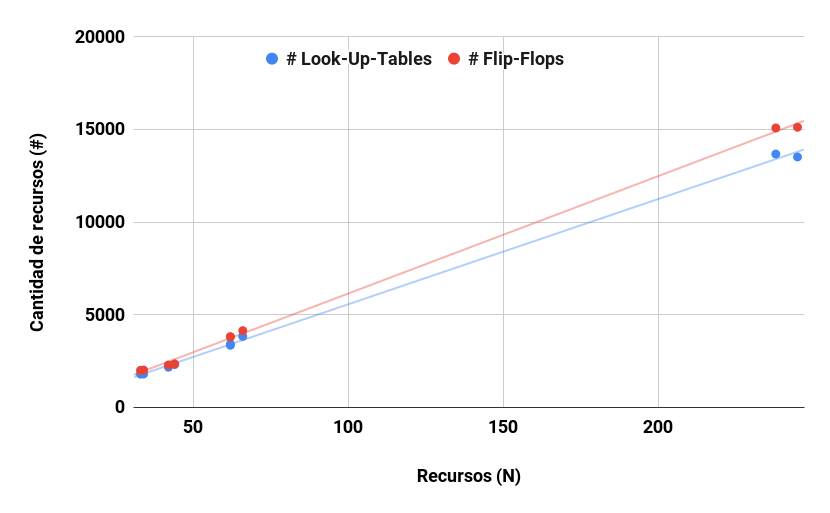 20000
# Look-Up-Tables # Flip-Flops
15000
10000
5000
0
Cantidad de recursos (#)
50 100 150 200
Recursos (N)